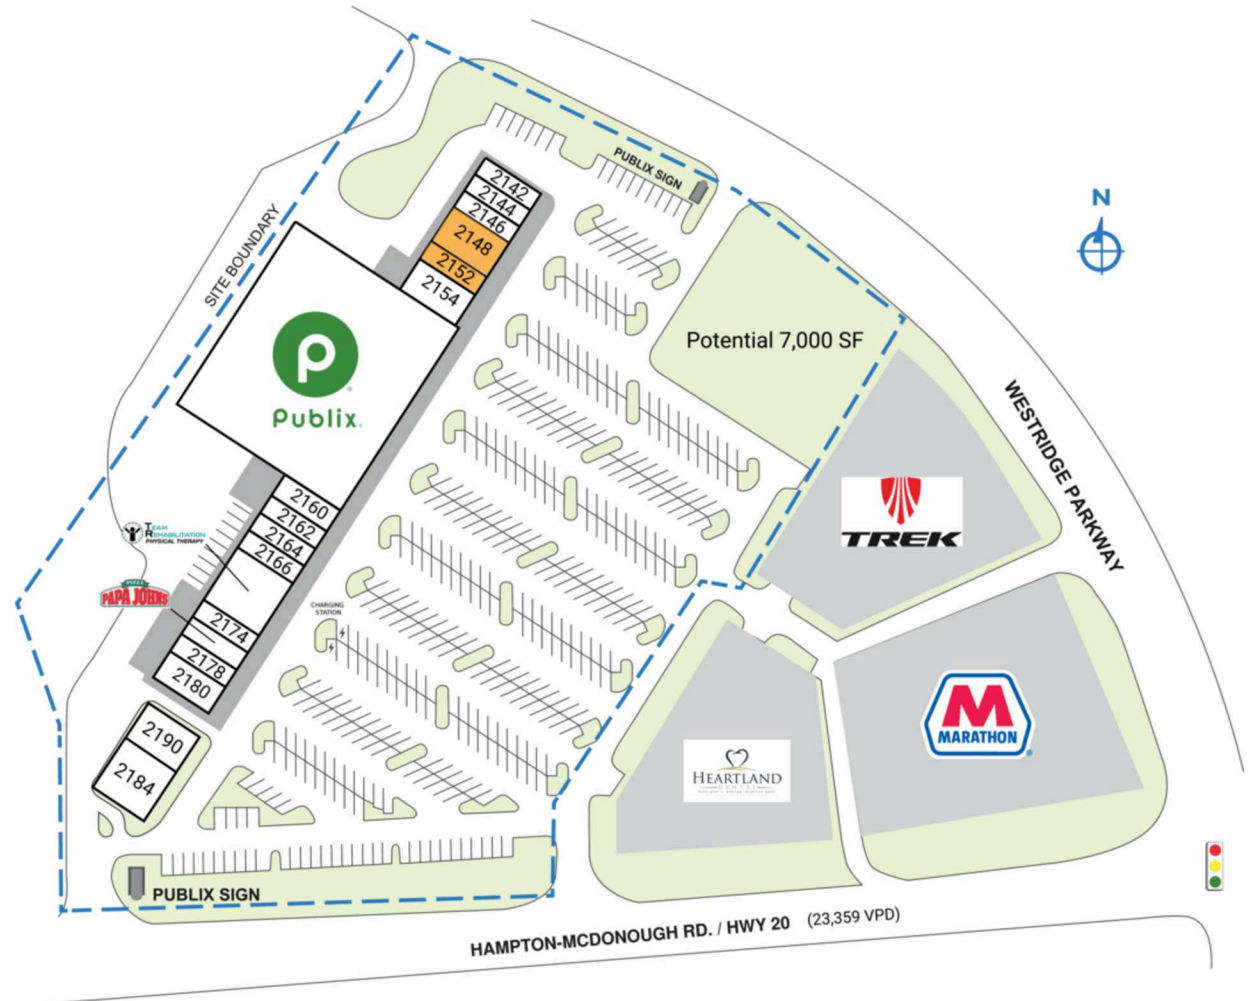 PUBLIX SIGN
N
SITE BOUNDARY
2142
2144
2146
2148
2152
2154
P
Publix.
Potential 7,000 SF
WESTRIDGE PARKWAY
TREK
2160
2162
2164
2166
TEAM
REHABILITATION
PHYSICAL THERAPY
PIZZA
PAPA JOHNS
CHARGING
STATION
2174
2178
2180
2190
2184
M
MARATHON
HEARTLAND
DENTAL
PUBLIX SIGN
HAMPTON-MCDONOUGH RD. / HWY 20 (23,359 VPD)